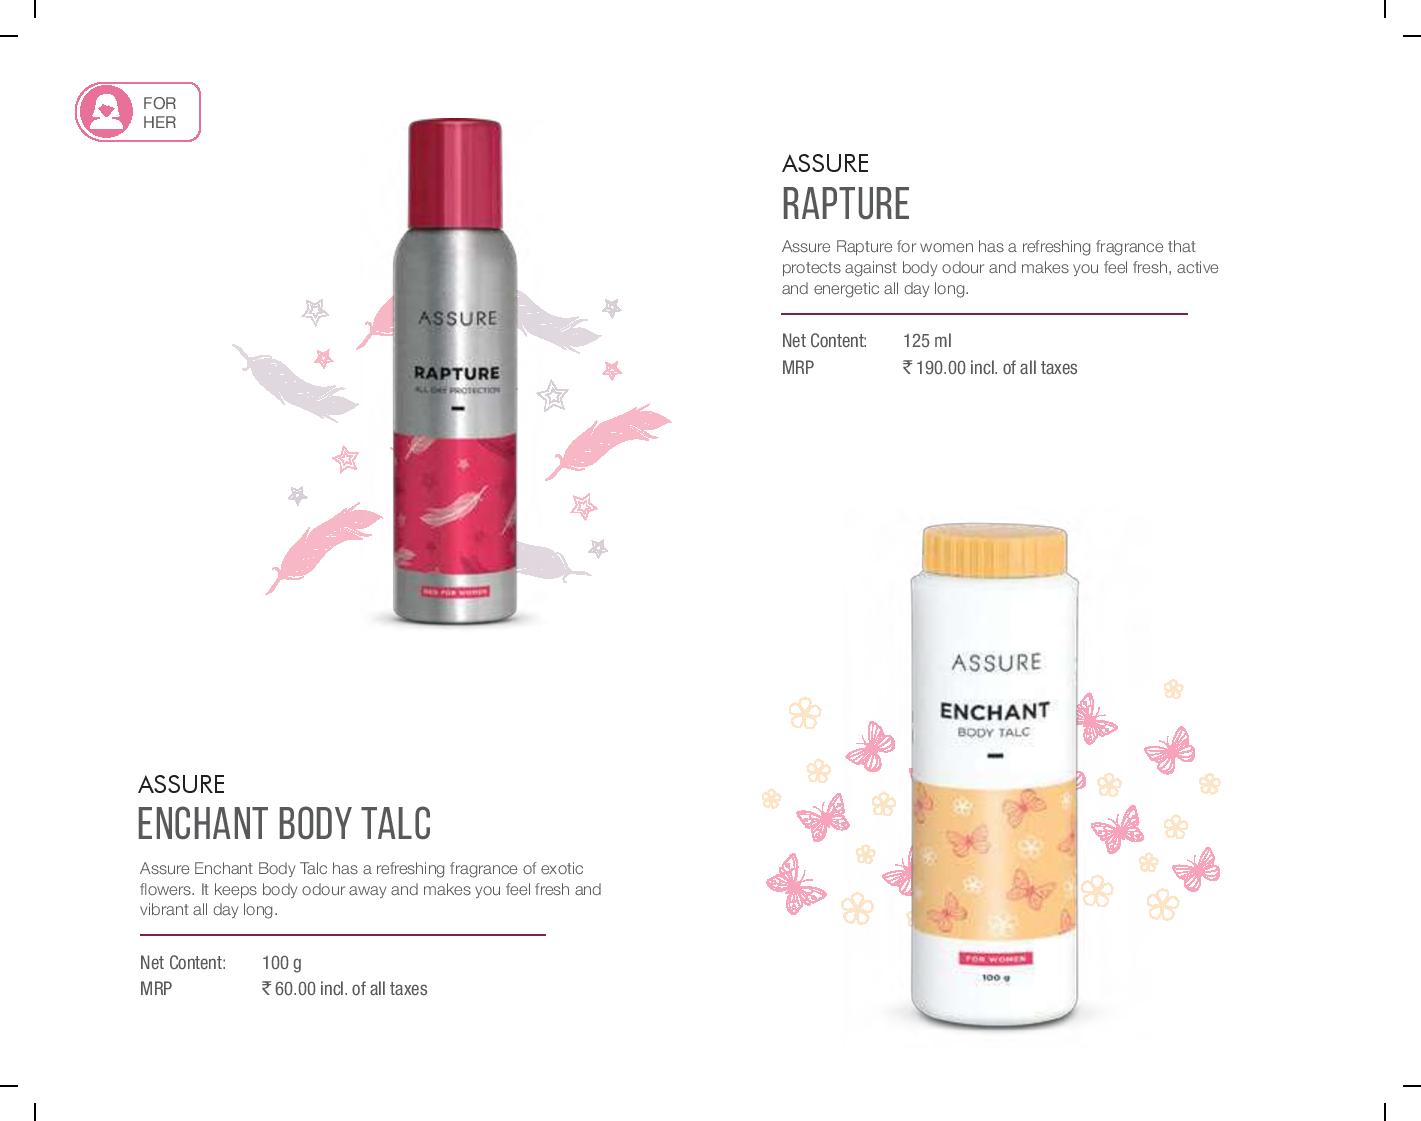 FOR
HER
ASSURE
RAPTURE
ALL DAY PROTECTION
DEO FOR WOMEN
ASSURE
RAPTURE
Assure Rapture for women has a refreshing fragrance that
protects against body odour and makes you feel fresh, active
and energetic all day long.
Net Content: 125 ml
MRP ₹ 190.00 incl. of all taxes
ASSURE
ENCHANT BODY TALC
Assure Enchant Body Talc has a refreshing fragrance of exotic
flowers. It keeps body odour away and makes you feel fresh and
vibrant all day long.
Net Content: 100 g
MRP ₹ 60.00 incl. of all taxes
ASSURE
ENCHANT
BODY TALC
FOR WOMEN
100 g